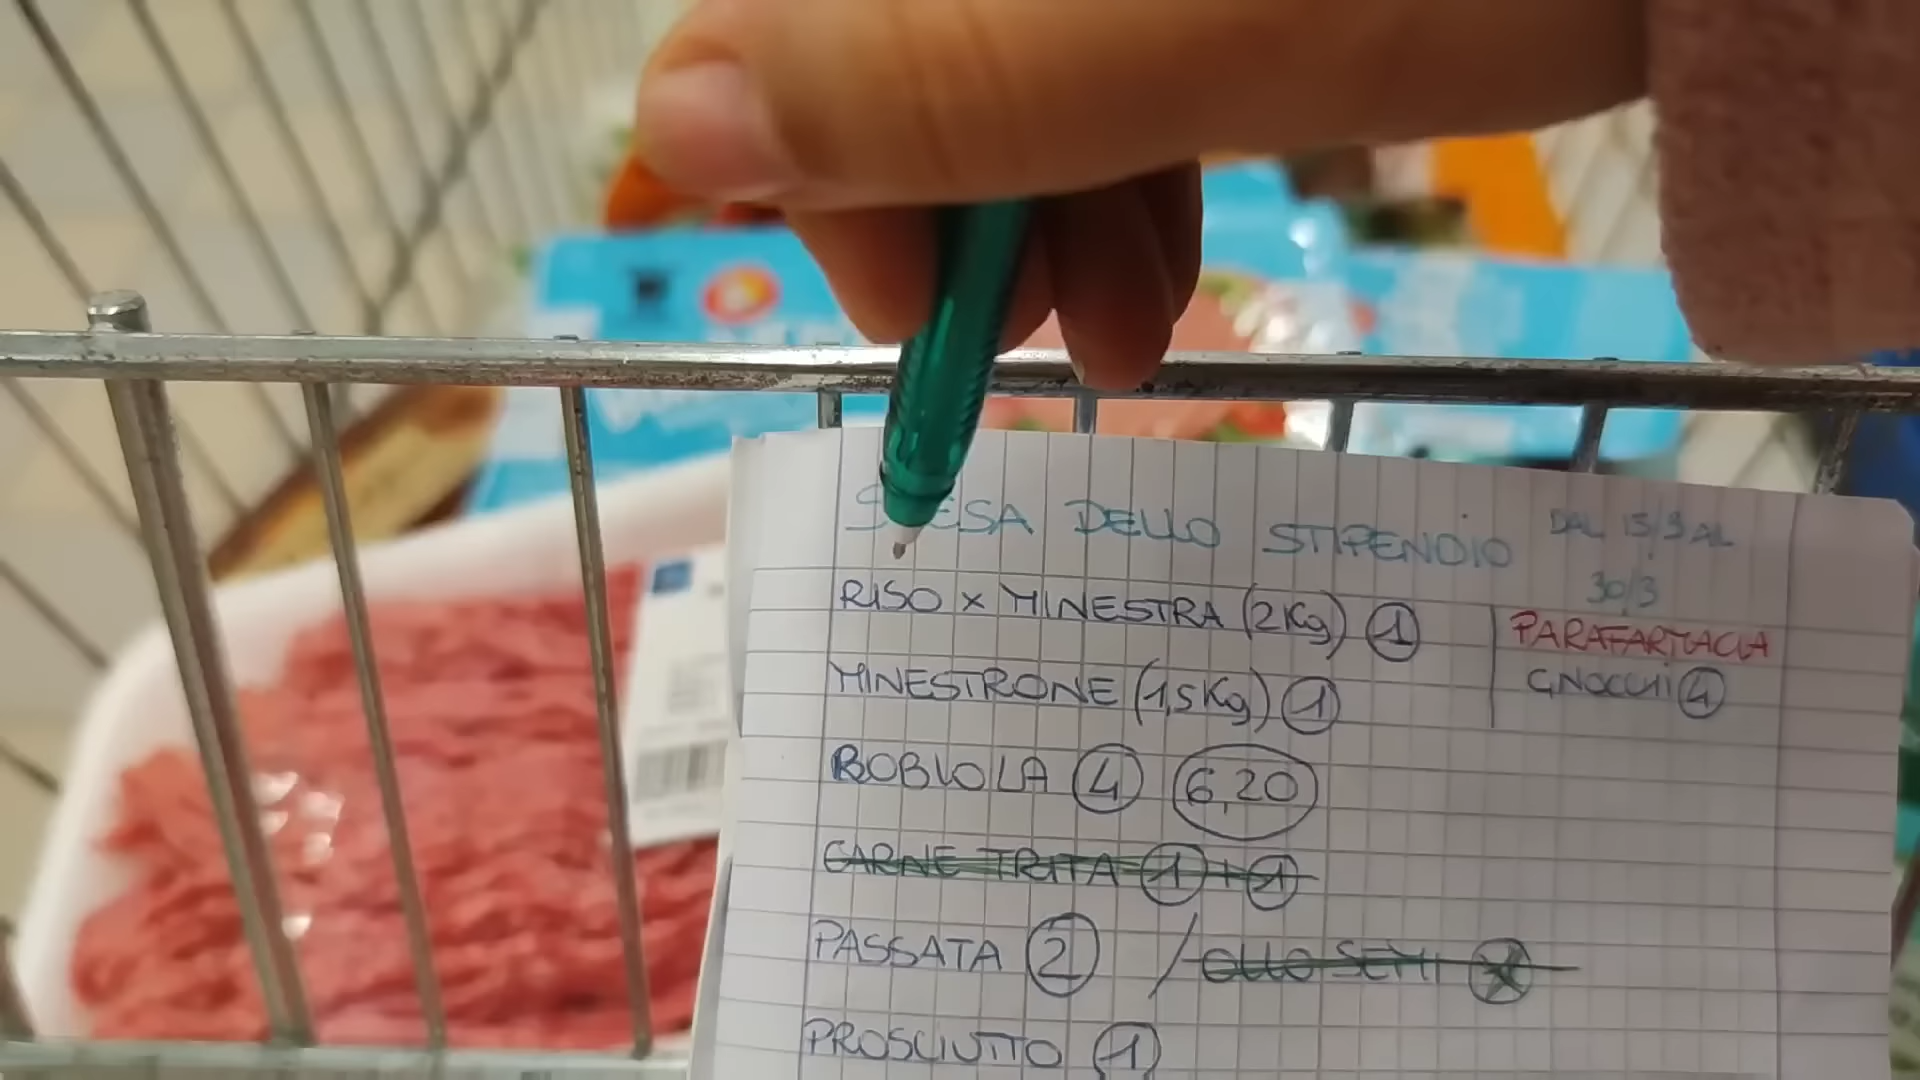 SPESA DELLO STIPENDIO DAL 15/3 AL
30/3
RISO x MINESTRA (2Kg) 1
PARAFARMACIA
MINESTRONE (1,5Kg) 1
GNOCCHI 4
ROBIOLA 4 6,20
CARNE TRITA 1 + 1
PASSATA 2 / OLIO SEMI
PROSCIUTTO 1